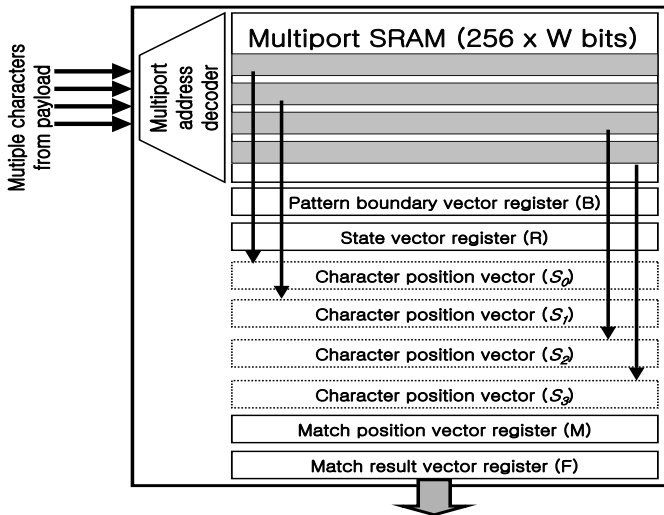 Mutiple characters
from payload
Multiport
address
decoder
Multiport SRAM (256 x W bits)
Pattern boundary vector register (B)
State vector register (R)
Character position vector (S0)
Character position vector (S1)
Character position vector (S2)
Character position vector (S3)
Match position vector register (M)
Match result vector register (F)